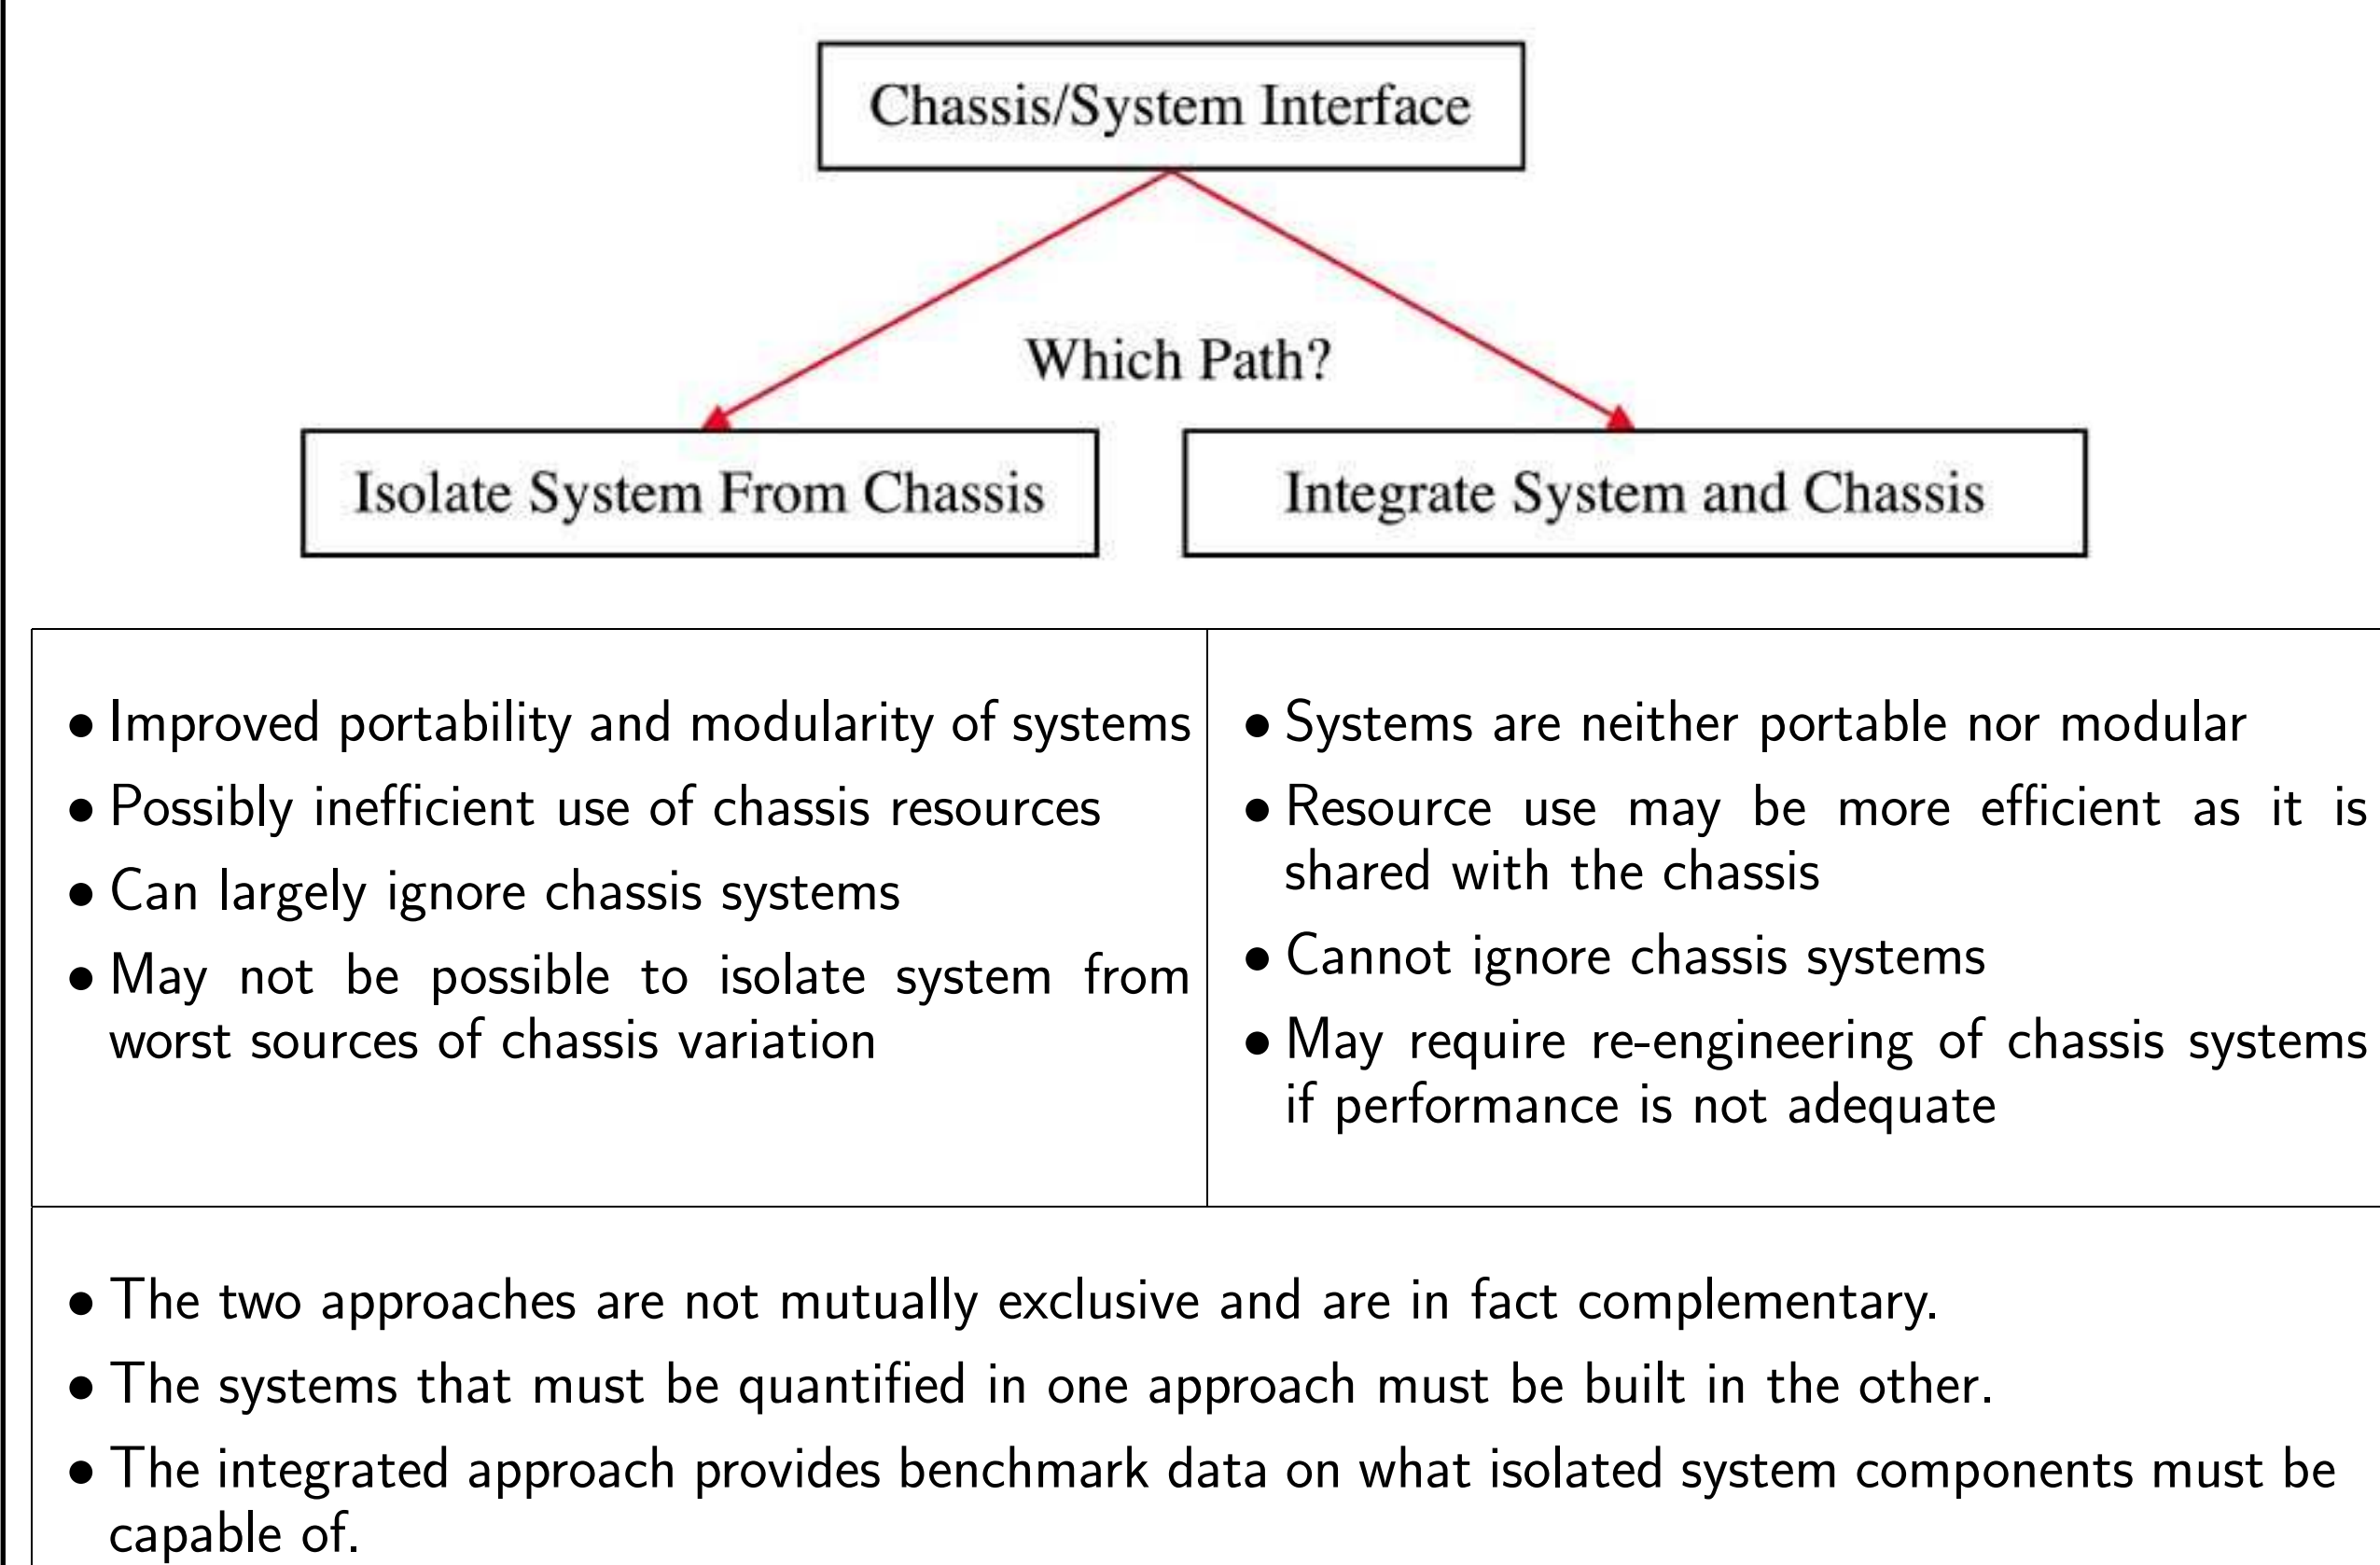 Chassis/System Interface
Which Path?
Isolate System From Chassis
Integrate System and Chassis
• Improved portability and modularity of systems
• Possibly inefficient use of chassis resources
• Can largely ignore chassis systems
• May not be possible to isolate system from
worst sources of chassis variation
• Systems are neither portable nor modular
• Resource use may be more efficient as it is
shared with the chassis
• Cannot ignore chassis systems
• May require re-engineering of chassis systems
if performance is not adequate
• The two approaches are not mutually exclusive and are in fact complementary.
• The systems that must be quantified in one approach must be built in the other.
• The integrated approach provides benchmark data on what isolated system components must be
capable of.